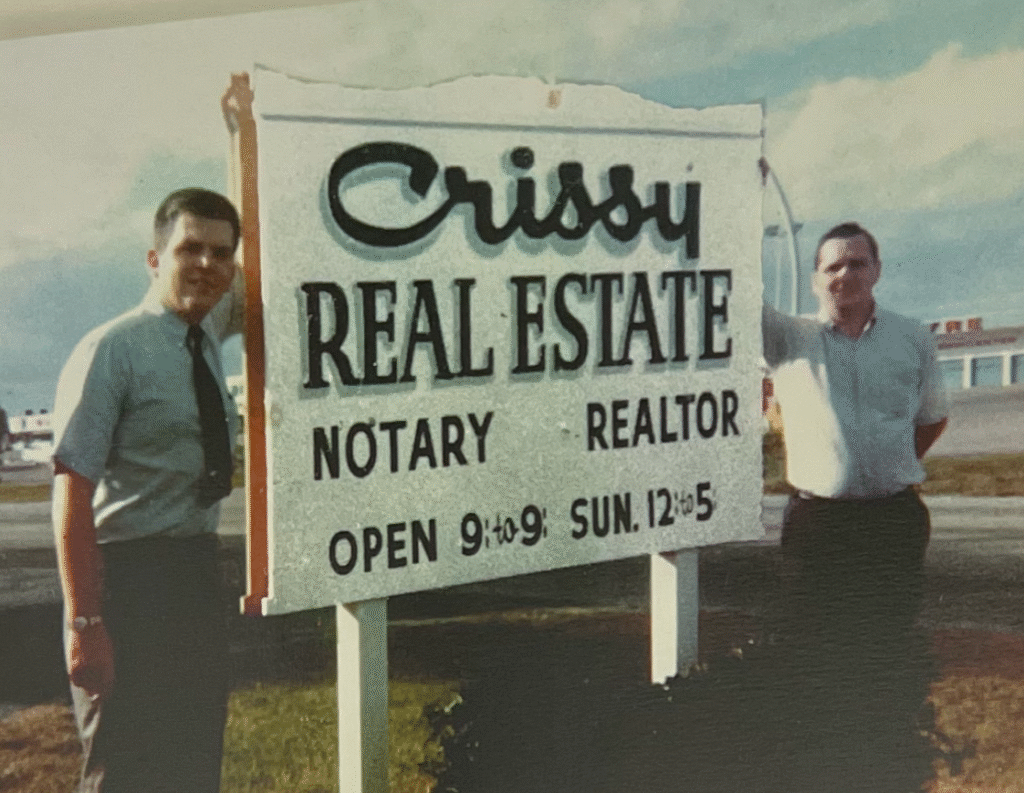 Crissy
REAL ESTATE
NOTARY REALTOR
OPEN 9 to 9 SUN. 12 to 5